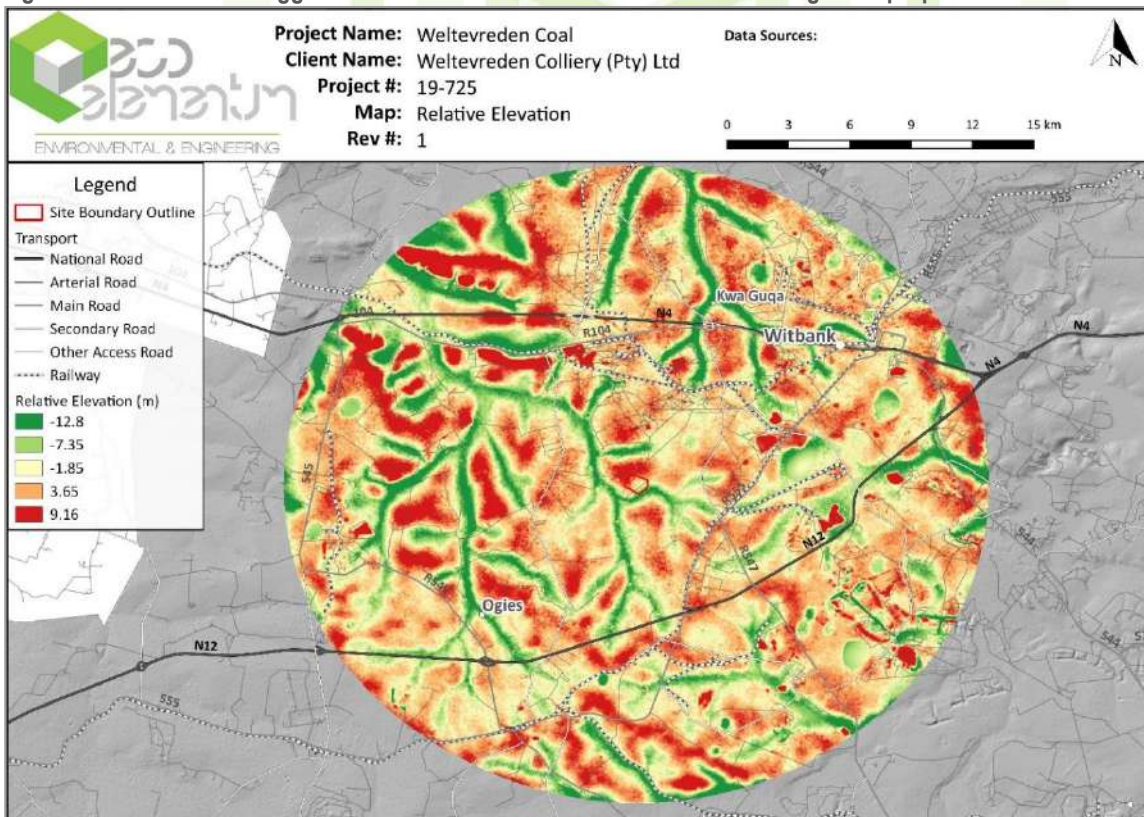 eco
elementum
ENVIRONMENTAL & ENGINEERING
Project Name: Weltevreden Coal
Client Name: Weltevreden Colliery (Pty) Ltd
Project #: 19-725
Map: Relative Elevation
Rev #: 1
Data Sources:
N
0 3 6 9 12 15 km
Legend
Site Boundary Outline
Transport
National Road
Arterial Road
Main Road
Secondary Road
Other Access Road
Railway
Relative Elevation (m)
-12.8
-7.35
-1.85
3.65
9.16
544
555
R555
Kwa Guqa
N4
R104
Witbank
N4
N4
104
N4
545
N12
R547
544
Ogies
N12
544
555